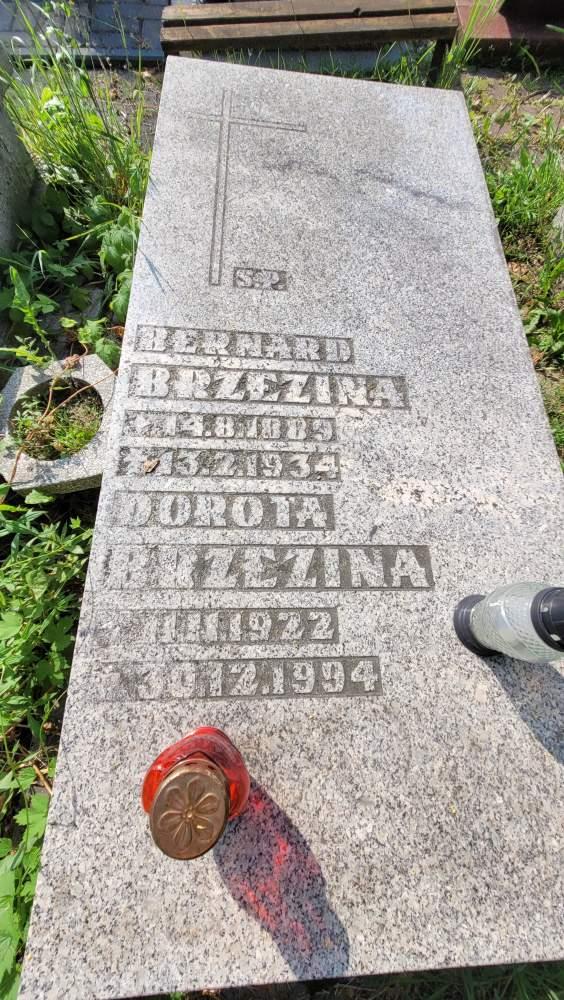 Ś.P.
BERNARD
BRZEZINA
13.2.1934
DOROTA
BRZEZINA
1922
30.12.1994